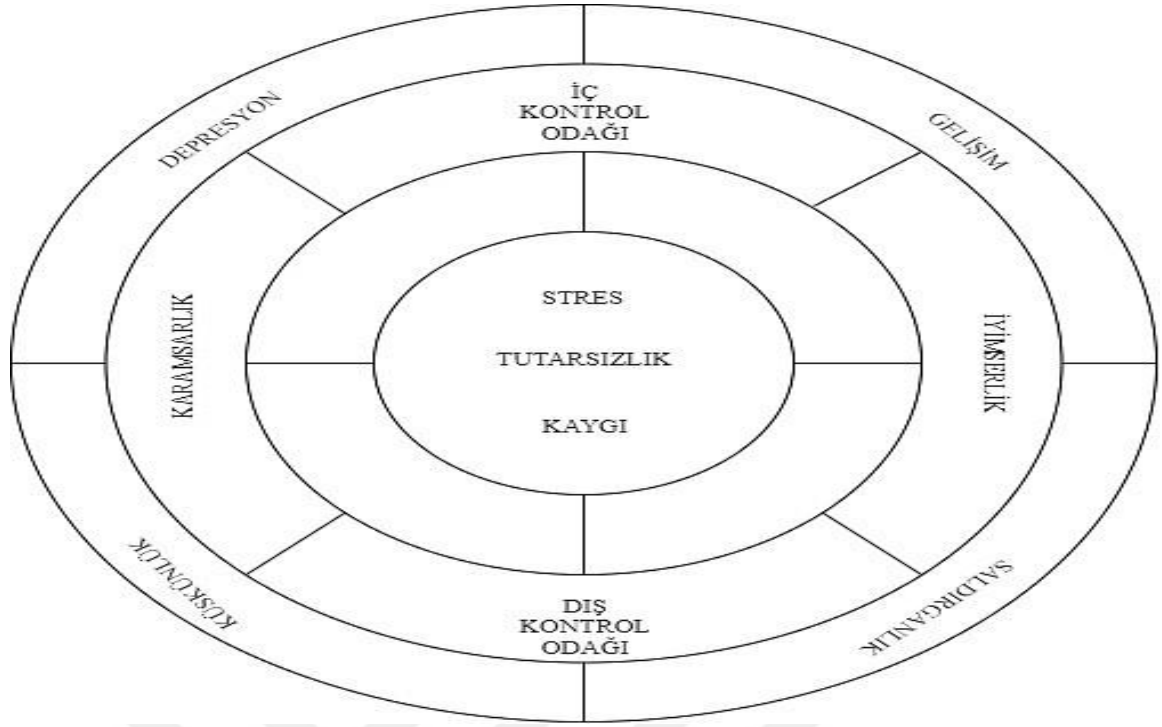 DEPRESYON
GELİŞİM
İÇ
KONTROL
ODAĞI
KARAMSARLIK
STRES
TUTARSIZLIK
KAYGI
İYİMSERLİK
KÜSKÜNLÜK
SALDIRGANLIK
DIŞ
KONTROL
ODAĞI